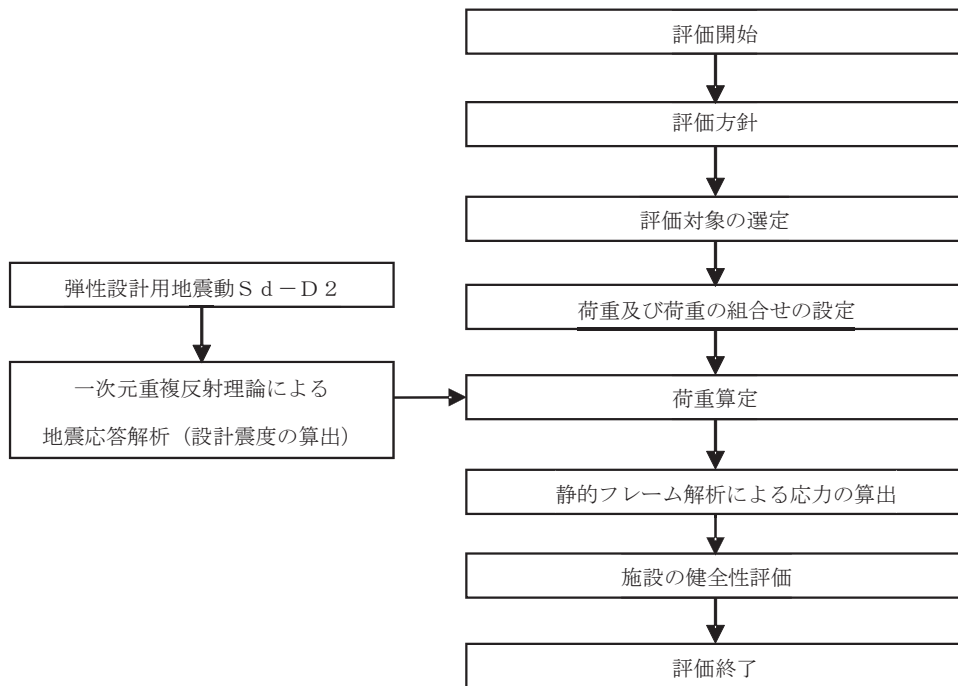 評価開始
評価方針
評価対象の選定
荷重及び荷重の組合せの設定
弾性設計用地震動Ｓｄ－Ｄ２
一次元重複反射理論による
地震応答解析（設計震度の算出）
荷重算定
静的フレーム解析による応力の算出
施設の健全性評価
評価終了